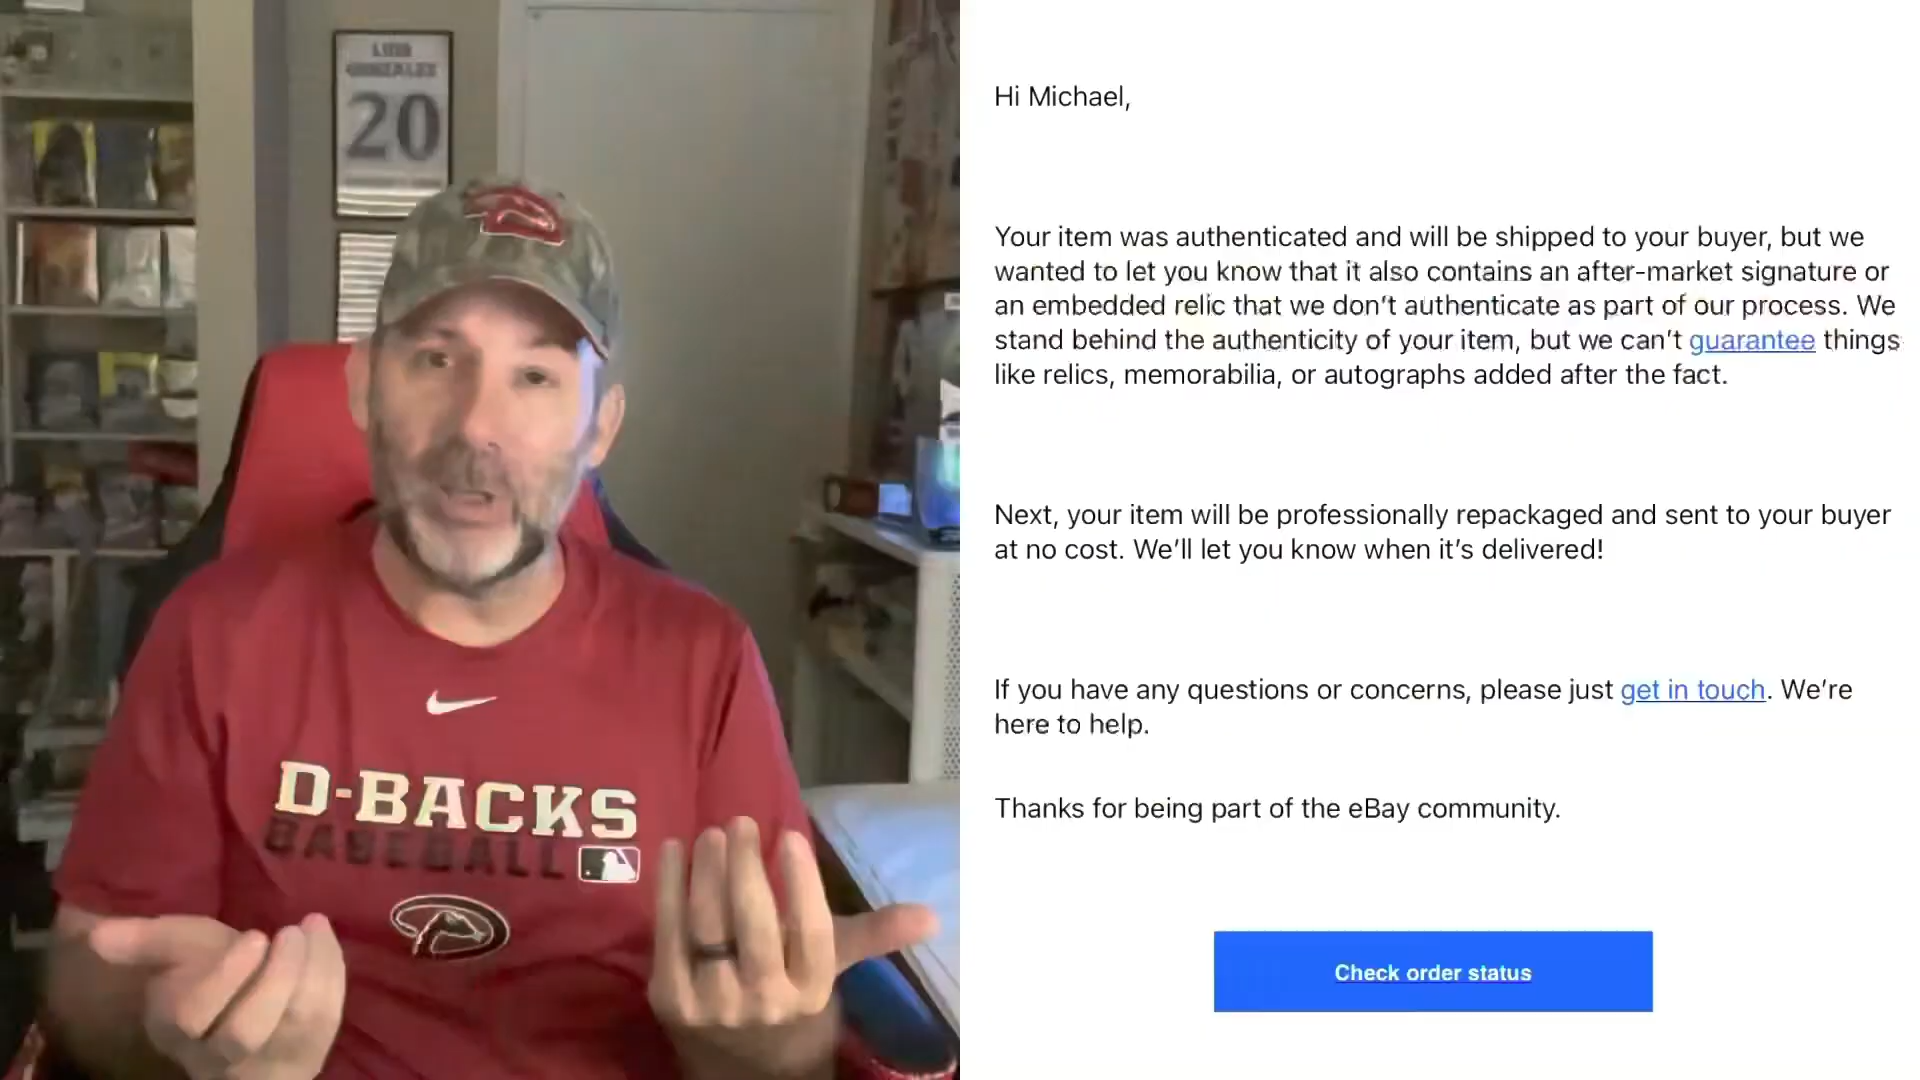 LUIS
GONZALEZ
20
D-BACKS
BASEBALL
Hi Michael,
Your item was authenticated and will be shipped to your buyer, but we
wanted to let you know that it also contains an after-market signature or
an embedded relic that we don’t authenticate as part of our process. We
stand behind the authenticity of your item, but we can’t guarantee things
like relics, memorabilia, or autographs added after the fact.
Next, your item will be professionally repackaged and sent to your buyer
at no cost. We’ll let you know when it’s delivered!
If you have any questions or concerns, please just get in touch. We’re
here to help.
Thanks for being part of the eBay community.
Check order status